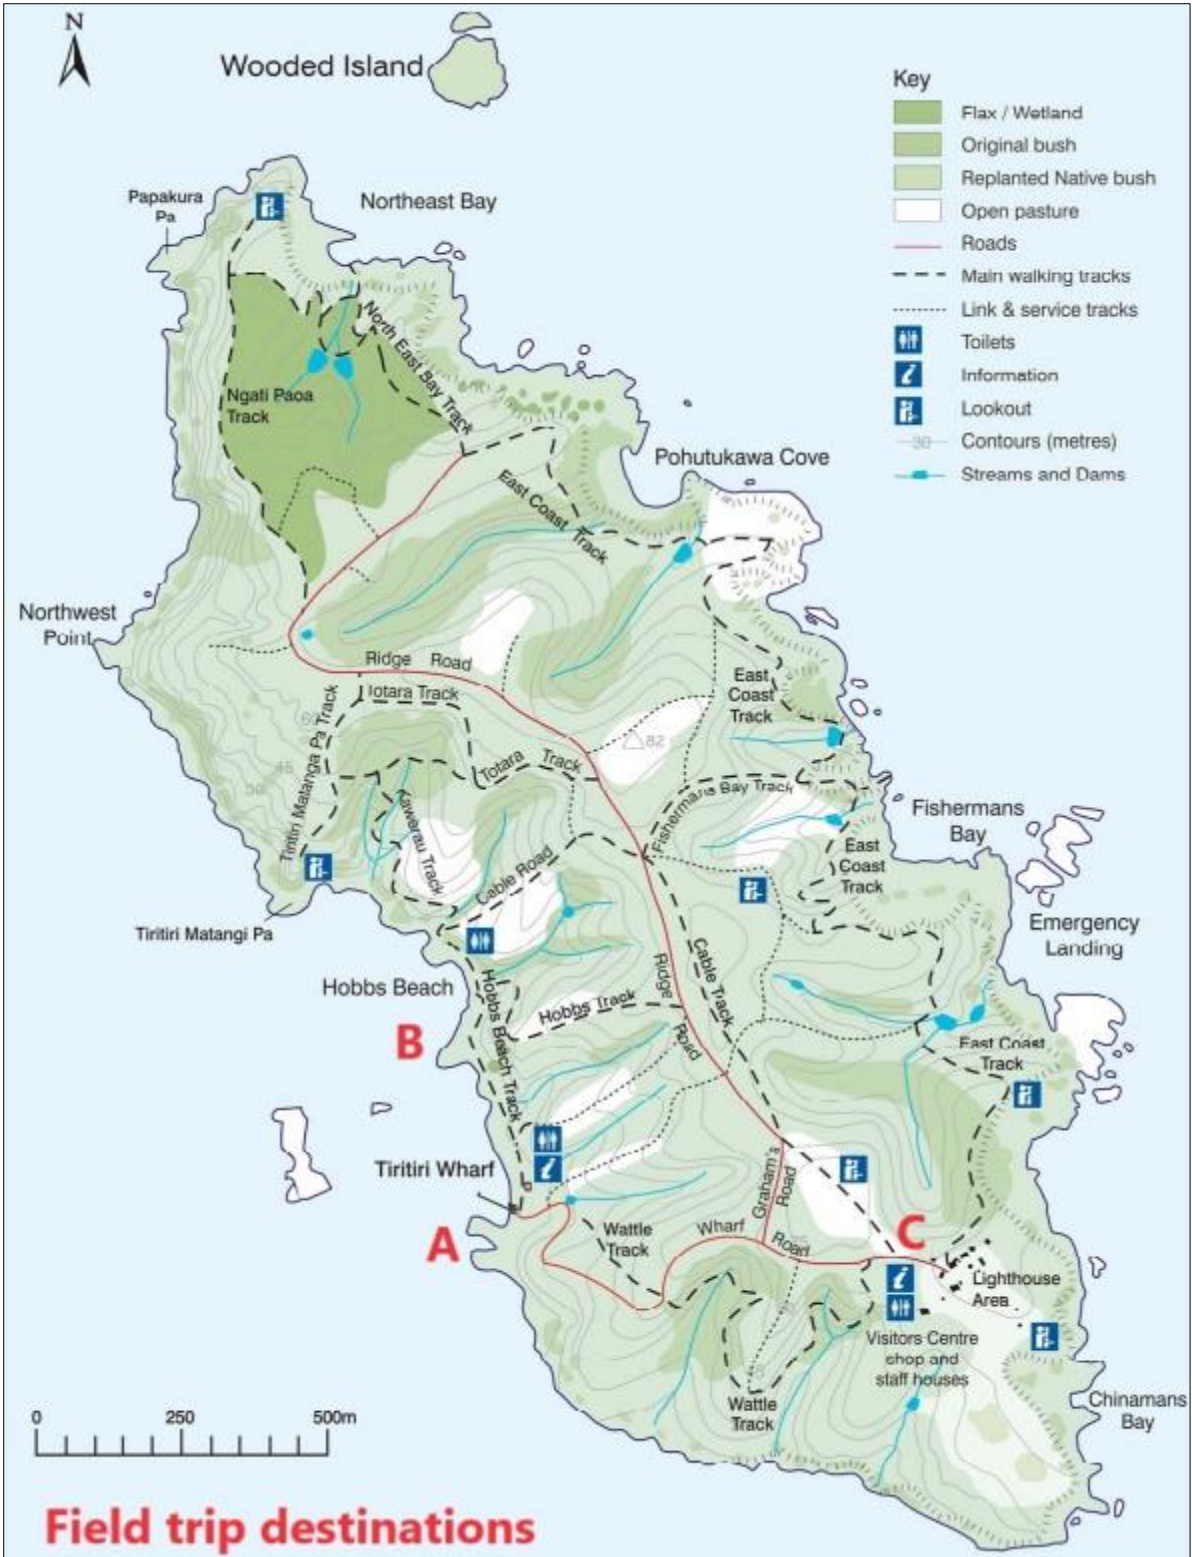 N
Wooded Island
Key
Flax / Wetland
Original bush
Replanted Native bush
Open pasture
Roads
Main walking tracks
Link & service tracks
Toilets
Information
Lookout
30
Contours (metres)
Streams and Dams
Papakura
Pa
Northeast Bay
North East Bay Track
Ngati Paoa
Track
Pohutukawa Cove
East Coast Track
Northwest
Point
Ridge Road
Totara Track
East
Coast
Track
82
60
45
30
Tiritiri Matanga Pa Track
Totara Track
Fishermans Bay Track
Fishermans
Bay
Kawerau Track
East
Coast
Track
Cable Road
Emergency
Landing
Tiritiri Matangi Pa
Hobbs Beach
Hobbs Beach Track
Hobbs Track
Ridge Road
Cable Track
B
East Coast
Track
Tiritiri Wharf
Graham's
Road
A
Wattle
Track
Wharf Road
C
Lighthouse
Area
Visitors Centre
shop and
staff houses
Wattle
Track
Chinamans
Bay
0 250 500m
Field trip destinations